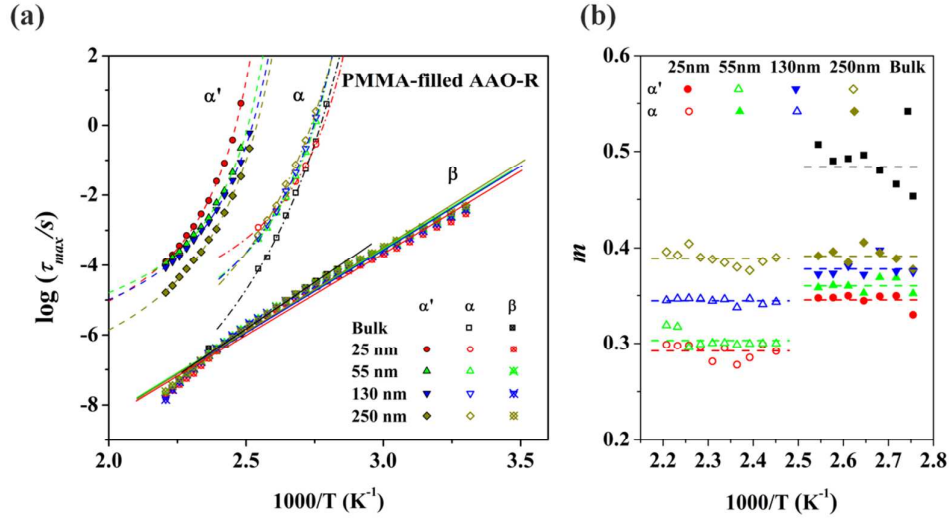 (a)
PMMA-filled AAO-R
α'
α
β
log (τmax/s)
2
0
-2
-4
-6
-8
2.0 2.5 3.0 3.5
1000/T (K⁻¹)
α' α β
Bulk
25 nm
55 nm
130 nm
250 nm
(b)
25nm 55nm 130nm 250nm Bulk
α'
α
m
0.6
0.5
0.4
0.3
0.2
2.2 2.3 2.4 2.5 2.6 2.7 2.8
1000/T (K⁻¹)